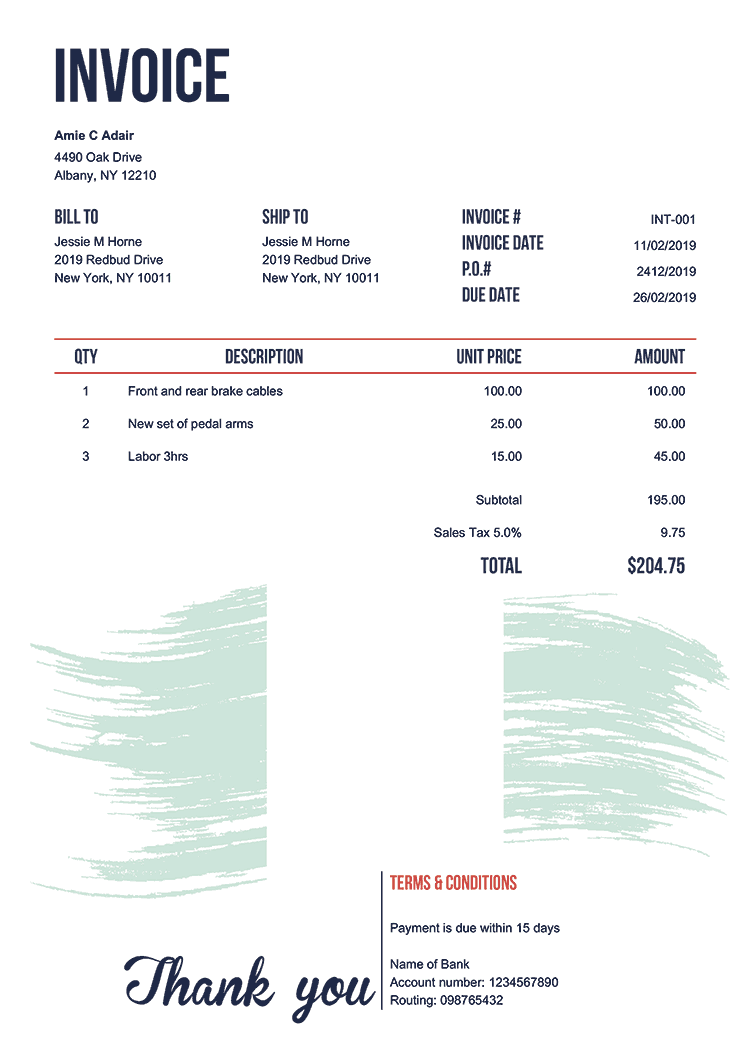 INVOICE
Amie C Adair
4490 Oak Drive
Albany, NY 12210
BILL TO
Jessie M Horne
2019 Redbud Drive
New York, NY 10011
SHIP TO
Jessie M Horne
2019 Redbud Drive
New York, NY 10011
INVOICE # INT-001
INVOICE DATE 11/02/2019
P.O.# 2412/2019
DUE DATE 26/02/2019
QTY DESCRIPTION UNIT PRICE AMOUNT
1 Front and rear brake cables 100.00 100.00
2 New set of pedal arms 25.00 50.00
3 Labor 3hrs 15.00 45.00
Subtotal 195.00
Sales Tax 5.0% 9.75
TOTAL $204.75
Thank you
TERMS & CONDITIONS
Payment is due within 15 days
Name of Bank
Account number: 1234567890
Routing: 098765432